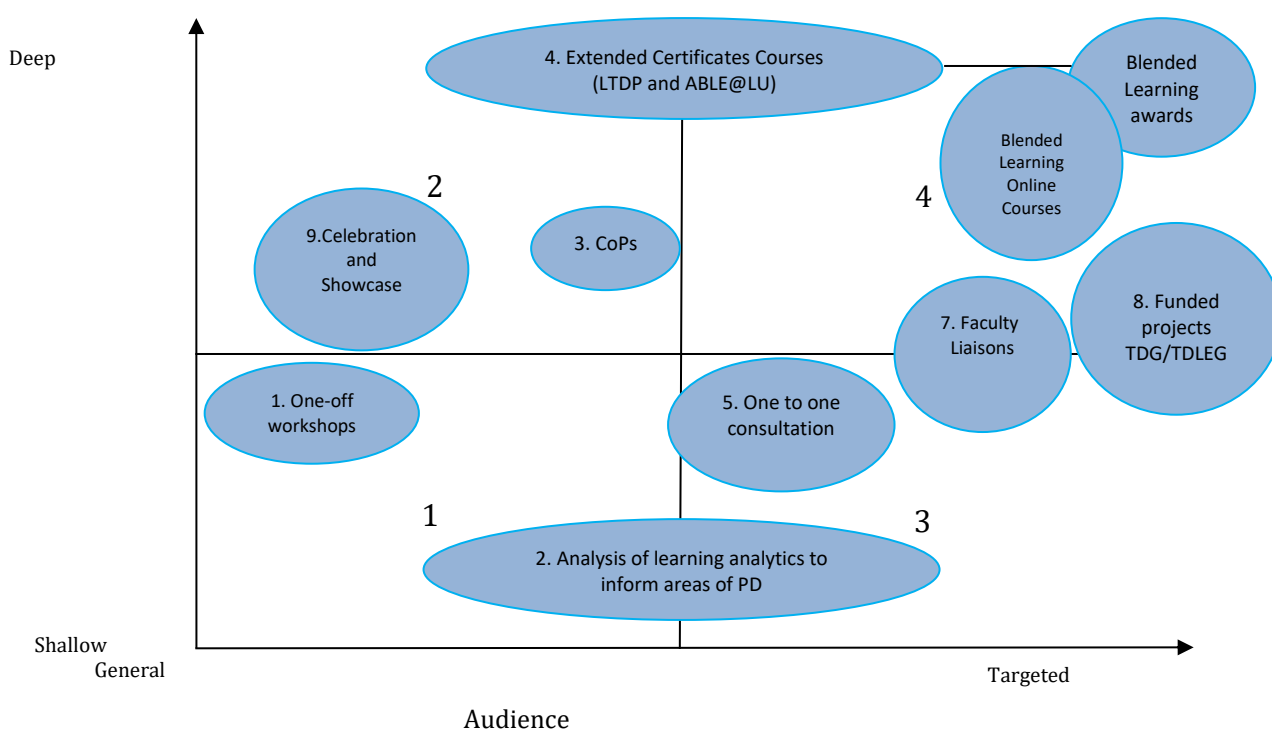 Deep
4. Extended Certificates Courses
(LTDP and ABLE@LU)
Blended
Learning
awards
Blended
Learning
Online
Courses
2
4
9.Celebration
and
Showcase
3. CoPs
7. Faculty
Liaisons
8. Funded
projects
TDG/TDLEG
1. One-off
workshops
5. One to one
consultation
1
3
2. Analysis of learning analytics to
inform areas of PD
Shallow
General
Targeted
Audience